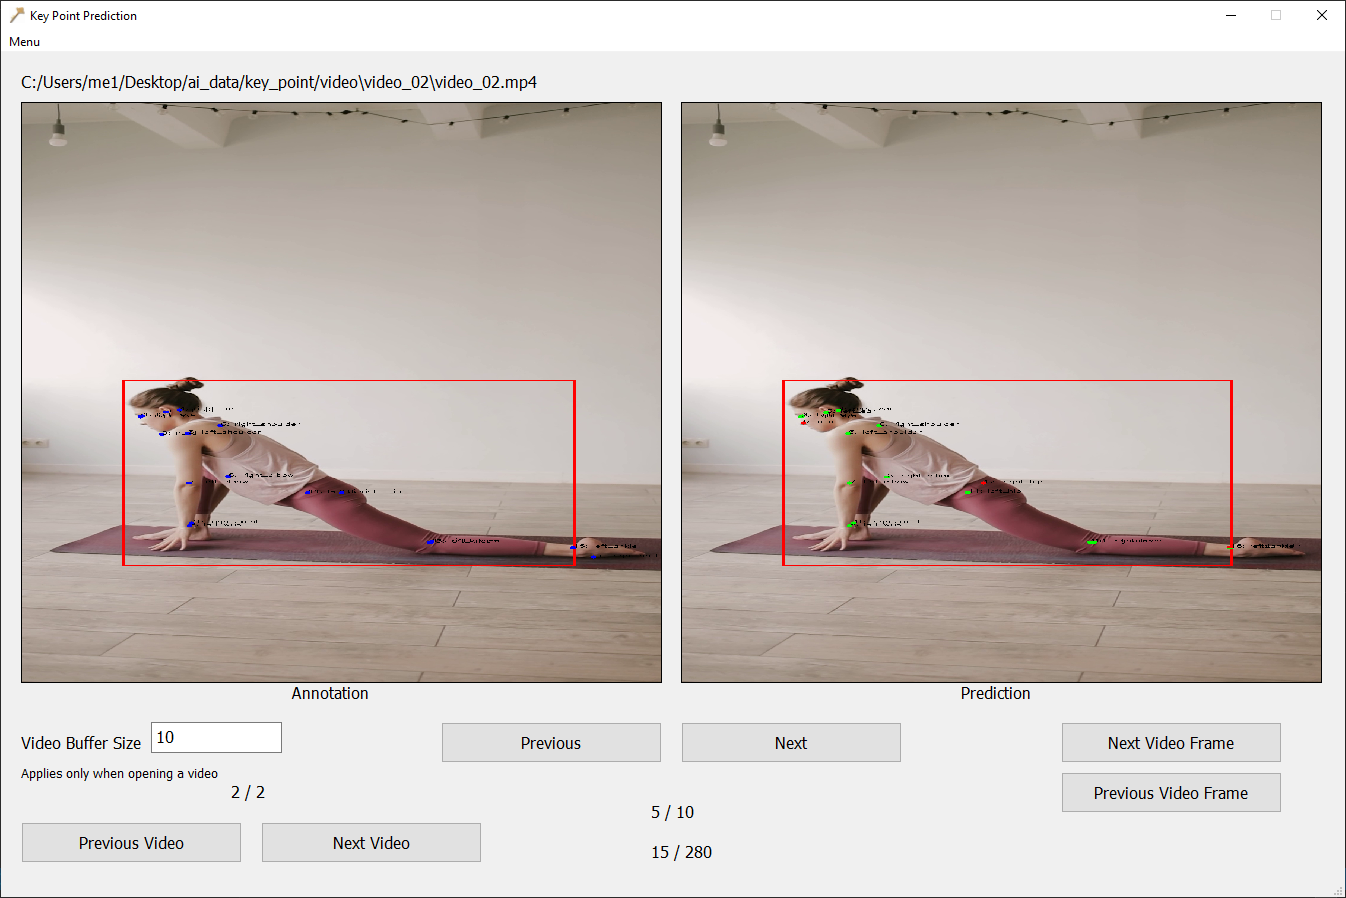 Key Point Prediction
Menu
C:/Users/me1/Desktop/ai_data/key_point/video\video_02\video_02.mp4
Annotation
Prediction
Video Buffer Size 10
Previous
Next
Next Video Frame
Applies only when opening a video
2 / 2
Previous Video Frame
5 / 10
Previous Video
Next Video
15 / 280